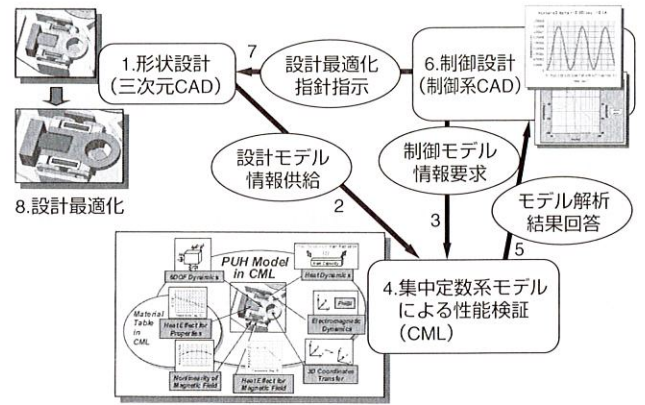 1.形状設計
(三次元CAD)
7
設計最適化
指針指示
6.制御設計
(制御系CAD)
8.設計最適化
設計モデル
情報供給
2
制御モデル
情報要求
3
モデル解析
結果回答
5
4.集中定数系モデル
による性能検証
(CML)
PUH Model
in CML
6DOF Dynamics
Heat Dynamics
Material
Table
in
CML
Heat Effect for
Properties
Electromagnetic
Dynamics
Nonlinearity of
Magnetic Field
Heat Effect for
Magnetic Field
3D Coordinates
Transfer